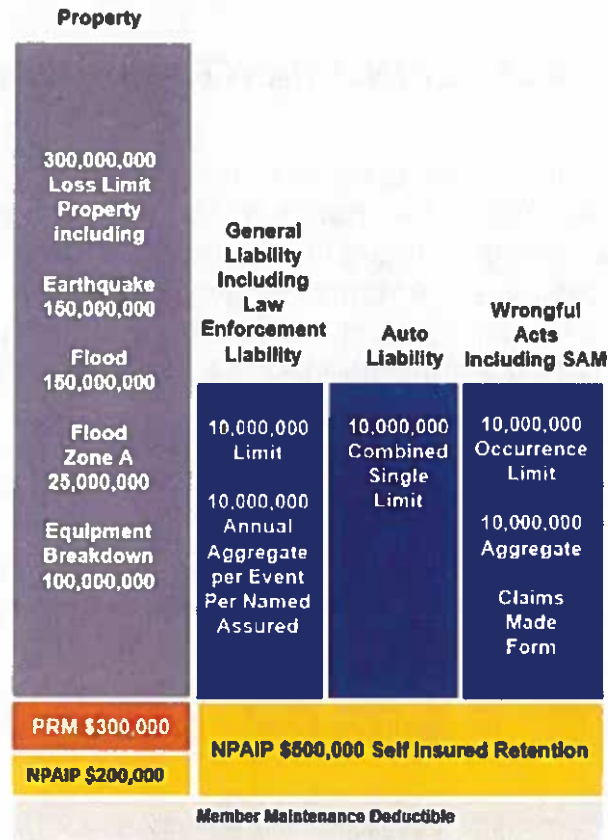 Property
300,000,000
Loss Limit
Property
including
Earthquake
150,000,000
Flood
150,000,000
Flood
Zone A
25,000,000
Equipment
Breakdown
100,000,000
General
Liability
Including
Law
Enforcement
Liability
10,000,000
Limit
10,000,000
Annual
Aggregate
per Event
Per Named
Assured
Auto
Liability
10,000,000
Combined
Single
Limit
Wrongful
Acts
Including SAM
10,000,000
Occurrence
Limit
10,000,000
Aggregate
Claims
Made
Form
PRM $300,000
NPAIP $200,000
NPAIP $500,000 Self Insured Retention
Member Maintenance Deductible